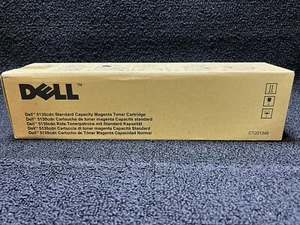 DELL™
Dell™ 5130cdn Standard Capacity Magenta Toner Cartridge
Dell™ 5130cdn Cartouche de toner magenta Capacité standard
Dell™ 5130cdn Rote Tonerpatrone mit Standard Kapazität
Dell™ 5130cdn Cartuccia di toner magenta Capacità Standard
Dell™ 5130cdn Cartucho de Tóner Magenta Capacidad Normal
CT201346